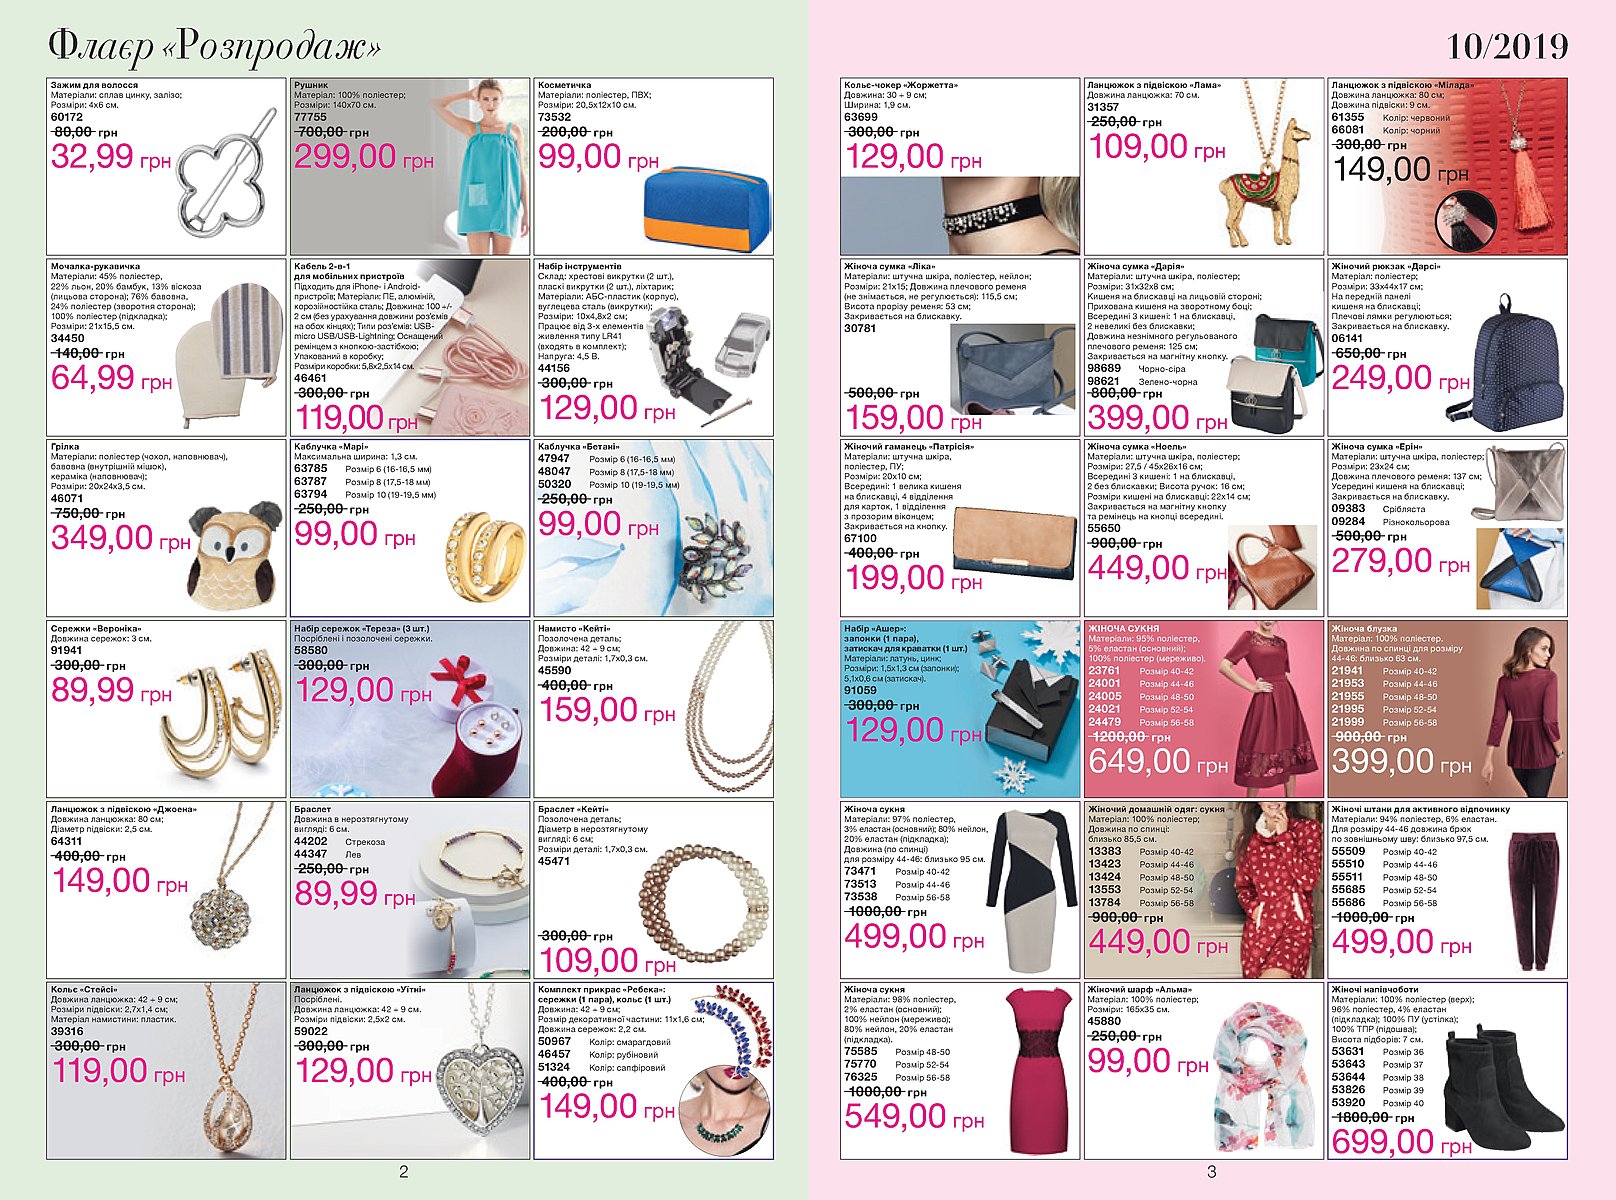 Флаєр «Розпродаж»
10/2019
Зажим для волосся
Матеріали: сплав цинку, залізо;
Розміри: 4х6 см.
60172
80,00 грн
32,99 грн
Рушник
Матеріал: 100% поліестер;
Розміри: 140х70 см.
77755
700,00 грн
299,00 грн
Косметичка
Матеріали: поліестер, ПВХ;
Розміри: 20,5х12х10 см.
73532
200,00 грн
99,00 грн
Мочалка-рукавичка
Матеріали: 45% поліестер,
22% льон, 20% бамбук, 13% віскоза
(лицьова сторона); 76% бавовна,
24% поліестер (зворотня сторона);
100% поліестер (підкладка);
Розміри: 21х15,5 см.
34450
140,00 грн
64,99 грн
Кабель 2-в-1
для мобільних пристроїв
Підходить для iPhone- і Android-
пристроїв; Матеріали: ПЕ, алюміній,
корозійностійка сталь; Довжина: 100 +/-
2 см (без урахування довжини роз'ємів
на обох кінцях); Типи роз'ємів: USB-
micro USB/USB-Lightning; Оснащений
ремінцем з кнопкою-застібкою;
Упакований в коробку;
Розміри коробки: 5,8х2,5х14 см.
46461
300,00 грн
119,00 грн
Набір інструментів
Склад: хрестові викрутки (2 шт.),
пласкі викрутки (2 шт.), ліхтарик;
Матеріали: АБС-пластик (корпус),
вуглецева сталь (викрутки);
Розміри: 10х4,8х2 см;
Працює від 3-х елементів
живлення типу LR41
(входять в комплект);
Напруга: 4,5 В.
44156
300,00 грн
129,00 грн
Грілка
Матеріали: поліестер (чохол, наповнювач),
бавовна (внутрішній мішок),
кераміка (наповнювач);
Розміри: 20х24х3,5 см.
46071
750,00 грн
349,00 грн
Каблучка «Марі»
Максимальна ширина: 1,3 см.
63785 Розмір 6 (16-16,5 мм)
63787 Розмір 8 (17,5-18 мм)
63794 Розмір 10 (19-19,5 мм)
250,00 грн
99,00 грн
Каблучка «Бетані»
47947 Розмір 6 (16-16,5 мм)
48047 Розмір 8 (17,5-18 мм)
50320 Розмір 10 (19-19,5 мм)
250,00 грн
99,00 грн
Сережки «Вероніка»
Довжина сережок: 3 см.
91941
300,00 грн
89,99 грн
Набір сережок «Тереза» (3 шт.)
Посріблені і позолочені сережки.
58580
300,00 грн
129,00 грн
Намисто «Кейті»
Позолочена деталь;
Довжина: 42 + 9 см;
Розміри деталі: 1,7х0,3 см.
45590
400,00 грн
159,00 грн
Ланцюжок з підвіскою «Джоена»
Довжина ланцюжка: 80 см;
Діаметр підвіски: 2,5 см.
64311
400,00 грн
149,00 грн
Браслет
Довжина в нерозтягнутому
вигляді: 6 см.
44202 Стрекоза
44347 Лев
250,00 грн
89,99 грн
Браслет «Кейті»
Позолочена деталь;
Діаметр в нерозтягнутому
вигляді: 6 см;
Розміри деталі: 1,7х0,3 см.
45471
300,00 грн
109,00 грн
Кольє «Стейсі»
Довжина ланцюжка: 42 + 9 см;
Розміри підвіски: 2,7х1,4 см;
Матеріал намистини: пластик.
39316
300,00 грн
119,00 грн
Ланцюжок з підвіскою «Уітні»
Посріблені.
Довжина ланцюжка: 42 + 9 см.
Розміри підвіски: 2,5х2 см.
59022
300,00 грн
129,00 грн
Комплект прикрас «Ребека»:
сережки (1 пара), кольє (1 шт.)
Довжина: 42 + 9 см;
Розмір декоративної частини: 11х1,6 см;
Довжина сережок: 2,2 см.
50967 Колір: смарагдовий
46457 Колір: рубіновий
51324 Колір: сапфіровий
400,00 грн
149,00 грн
2
Кольє-чокер «Жоржетта»
Довжина: 30 + 9 см;
Ширина: 1,9 см.
63699
300,00 грн
129,00 грн
Ланцюжок з підвіскою «Лама»
Довжина ланцюжка: 70 см.
31357
250,00 грн
109,00 грн
Ланцюжок з підвіскою «Мілада»
Довжина ланцюжка: 80 см;
Довжина підвіски: 9 см.
61355 Колір: червоний
66081 Колір: чорний
300,00 грн
149,00 грн
Жіноча сумка «Ліка»
Матеріали: штучна шкіра, поліестер, нейлон;
Розміри: 21х15; Довжина плечового ременя
(не знімається, не регулюється): 115,5 см;
Висота прорізу ременя: 53 см;
Закривається на блискавку.
30781
500,00 грн
159,00 грн
Жіноча сумка «Дарія»
Матеріали: штучна шкіра, поліестер;
Розміри: 31х32х8 см;
Кишеня на блискавці на лицьовій стороні;
Прихована кишеня на зворотному боці;
Всередині 3 кишені: 1 на блискавці,
2 невеликі без блискавки;
Довжина незнімного регульованого
плечового ременя: 125 см;
Закривається на магнітну кнопку.
98689 Чорно-сіра
98621 Зелено-чорна
800,00 грн
399,00 грн
Жіночий рюкзак «Дарсі»
Матеріал: поліестер;
Розміри: 33х44х17 см;
На передній панелі
кишеня на блискавці;
Плечові лямки регулюються;
Закривається на блискавку.
06141
650,00 грн
249,00 грн
Жіночий гаманець «Патрісія»
Матеріали: штучна шкіра,
поліестер, ПУ;
Розміри: 20х10 см;
Всередині: 1 велика кишеня
на блискавці, 4 відділення
для карток, 1 відділення
з прозорим віконцем;
Закривається на кнопку.
67100
400,00 грн
199,00 грн
Жіноча сумка «Ноель»
Матеріали: штучна шкіра, поліестер;
Розміри: 27,5 / 45х26х16 см;
Всередині 3 кишені: 1 на блискавці,
2 без блискавки; Висота ручок: 16 см;
Розміри кишені на блискавці: 22х14 см;
Закривається на магнітну кнопку
та ремінець на кнопці всередині.
55650
900,00 грн
449,00 грн
Жіноча сумка «Ерін»
Матеріали: штучна шкіра, поліестер;
Розміри: 23х24 см;
Довжина плечового ременя: 137 см;
Усередині кишеня на блискавці;
Закривається на блискавку.
09383 Срібляста
09284 Різнокольорова
500,00 грн
279,00 грн
Набір «Ашер»:
запонки (1 пара),
затискач для краватки (1 шт.)
Матеріали: латунь, цинк;
Розміри: 1,5х1,3 см (запонки);
5,1х0,6 см (затискач).
91059
300,00 грн
129,00 грн
ЖІНОЧА СУКНЯ
Матеріали: 95% поліестер,
5% еластан (основний);
100% поліестер (мереживо).
23761 Розмір 40-42
24001 Розмір 44-46
24005 Розмір 48-50
24021 Розмір 52-54
24479 Розмір 56-58
1200,00 грн
649,00 грн
Жіноча блузка
Матеріал: 100% поліестер.
Довжина по спинці для розміру
44-46: близько 63 см.
21941 Розмір 40-42
21953 Розмір 44-46
21955 Розмір 48-50
21995 Розмір 52-54
21999 Розмір 56-58
900,00 грн
399,00 грн
Жіноча сукня
Матеріали: 97% поліестер,
3% еластан (основний); 80% нейлон,
20% еластан (підкладка);
Довжина (по спинці)
для розміру 44-46: близько 95 см.
73471 Розмір 40-42
73513 Розмір 44-46
73538 Розмір 56-58
1000,00 грн
499,00 грн
Жіночий домашній одяг: сукня
Матеріал: 100% поліестер;
Довжина по спинці:
близько 85,5 см.
13383 Розмір 40-42
13423 Розмір 44-46
13424 Розмір 48-50
13553 Розмір 52-54
13784 Розмір 56-58
900,00 грн
449,00 грн
Жіночі штани для активного відпочинку
Матеріали: 94% поліестер, 6% еластан.
Для розміру 44-46 довжина брюк
по зовнішньому шву: близько 97,5 см.
55509 Розмір 40-42
55510 Розмір 44-46
55511 Розмір 48-50
55685 Розмір 52-54
55686 Розмір 56-58
1000,00 грн
499,00 грн
Жіноча сукня
Матеріали: 98% поліестер,
2% еластан (основний);
100% нейлон (мереживо);
80% нейлон, 20% еластан
(підкладка).
75585 Розмір 48-50
75770 Розмір 52-54
76325 Розмір 56-58
1000,00 грн
549,00 грн
Жіночий шарф «Альма»
Матеріал: 100% поліестер;
Розміри: 165х35 см.
45880
250,00 грн
99,00 грн
Жіночі напівчоботи
Матеріали: 100% поліестер (верх);
96% поліестер, 4% еластан
(підкладка); 100% ПУ (устілка);
100% ТПР (підошва);
Висота підборів: 7 см.
53631 Розмір 36
53643 Розмір 37
53644 Розмір 38
53826 Розмір 39
53920 Розмір 40
1800,00 грн
699,00 грн
3